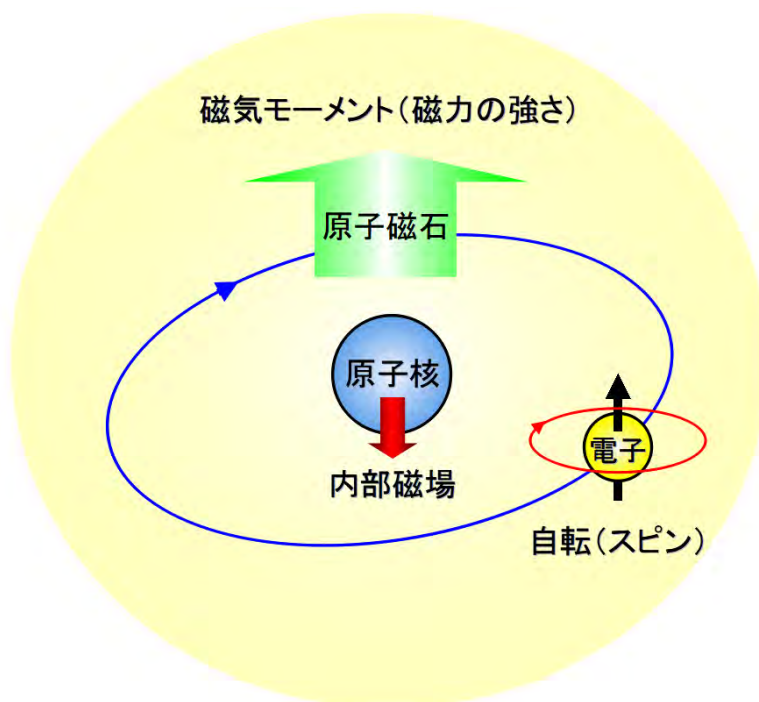 磁気モーメント(磁力の強さ)
原子磁石
原子核
電子
内部磁場
自転(スピン)